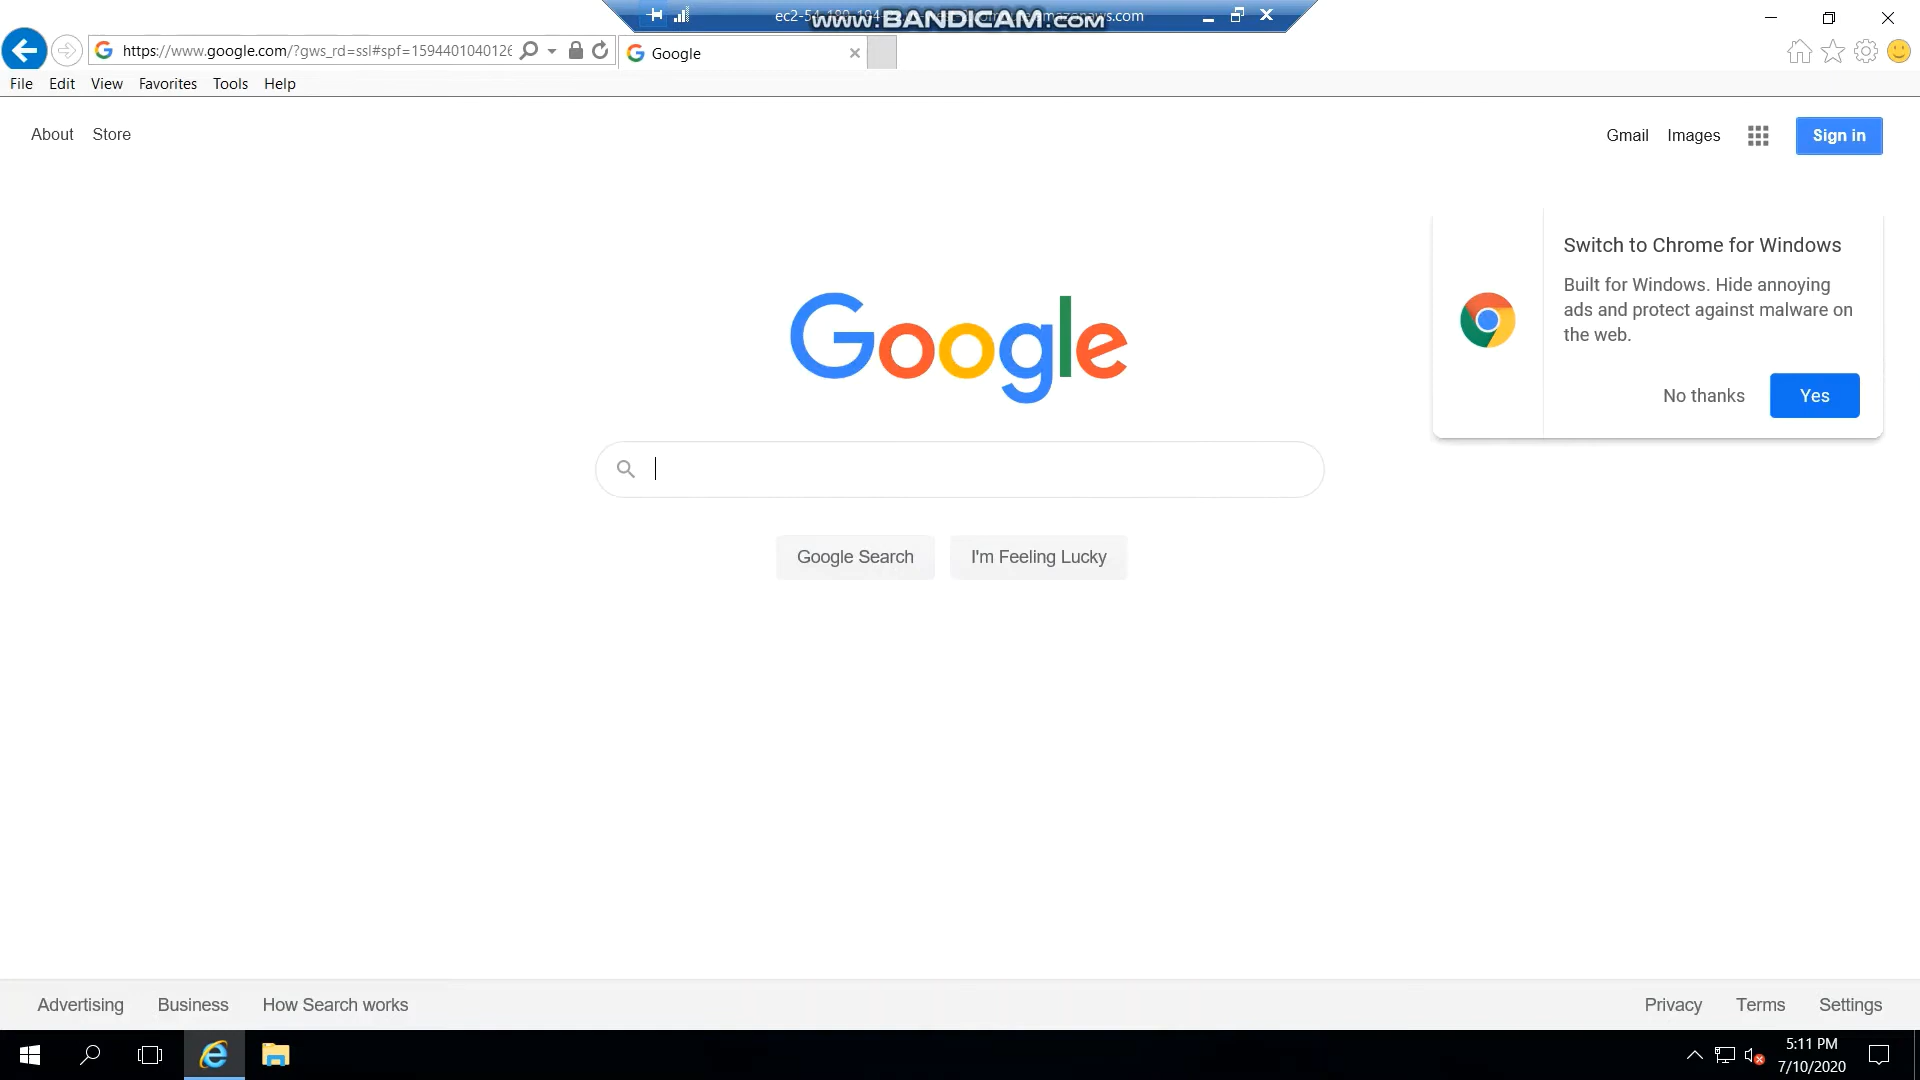 www.BANDICAM.com
https://www.google.com/?gws_rd=ssl#spf=1594401040126
Google
File Edit View Favorites Tools Help
About Store
Gmail Images Sign in
Switch to Chrome for Windows
Built for Windows. Hide annoying
ads and protect against malware on
the web.
No thanks Yes
Google
Google Search I'm Feeling Lucky
Advertising Business How Search works
Privacy Terms Settings
5:11 PM
7/10/2020